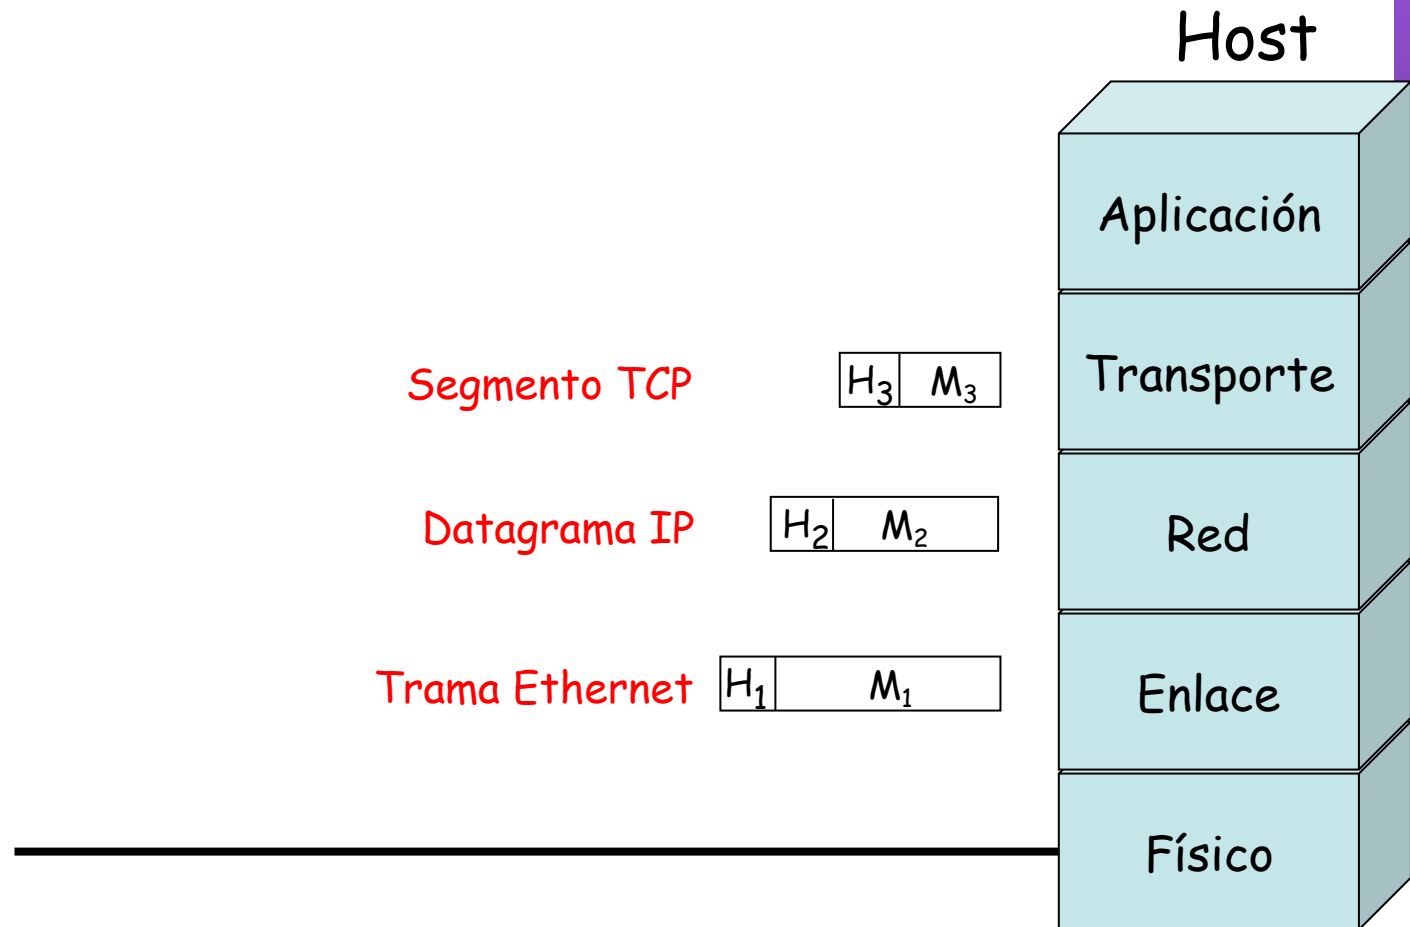 Host
Aplicación
Segmento TCP H₃ M₃ Transporte
Datagrama IP H₂ M₂ Red
Trama Ethernet H₁ M₁ Enlace
Físico